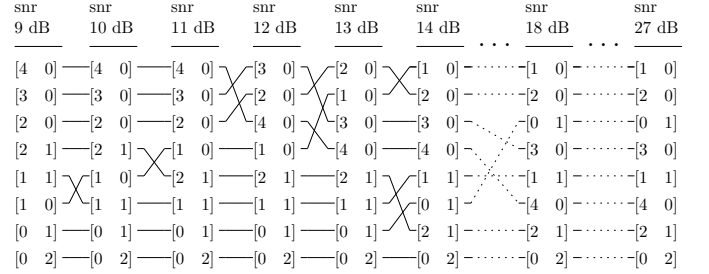 snr snr snr snr snr snr snr snr
9 dB 10 dB 11 dB 12 dB 13 dB 14 dB ... 18 dB ... 27 dB
[4 0] [4 0] [4 0] [3 0] [2 0] [1 0] [1 0] [1 0]
[3 0] [3 0] [3 0] [2 0] [1 0] [2 0] [2 0] [2 0]
[2 0] [2 0] [2 0] [4 0] [3 0] [3 0] [0 1] [0 1]
[2 1] [2 1] [1 0] [1 0] [4 0] [4 0] [3 0] [3 0]
[1 1] [1 0] [2 1] [2 1] [2 1] [1 1] [1 1] [1 1]
[1 0] [1 1] [1 1] [1 1] [1 1] [0 1] [4 0] [4 0]
[0 1] [0 1] [0 1] [0 1] [0 1] [2 1] [2 1] [2 1]
[0 2] [0 2] [0 2] [0 2] [0 2] [0 2] [0 2] [0 2]